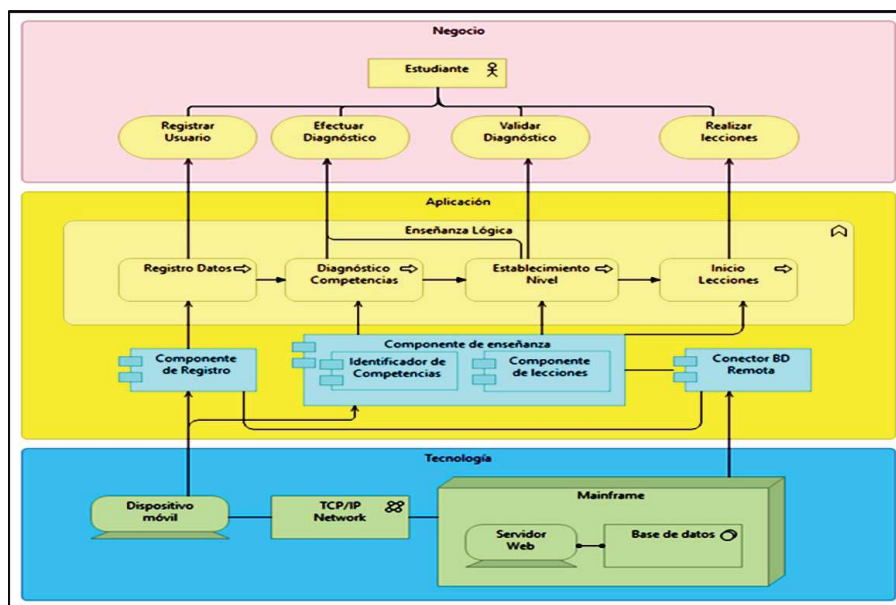 Negocio
Estudiante
Registrar
Usuario
Efectuar
Diagnóstico
Validar
Diagnóstico
Realizar
lecciones
Aplicación
Enseñanza Lógica
Registro Datos
Diagnóstico
Competencias
Establecimiento
Nivel
Inicio
Lecciones
Componente
de Registro
Componente de enseñanza
Identificador de
Competencias
Componente
de lecciones
Conector BD
Remota
Tecnología
Dispositivo
móvil
TCP/IP
Network
Mainframe
Servidor
Web
Base de datos